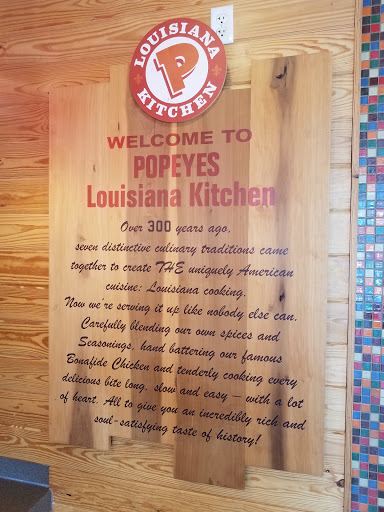 LOUISIANA
P
KITCHEN
WELCOME TO
POPEYES
Louisiana Kitchen
Over 300 years ago,
seven distinctive culinary traditions came
together to create THE uniquely American
cuisine: Louisiana cooking.
Now we're serving it up like nobody else can.
Carefully blending our own spices and
Seasonings, hand battering our famous
Bonafide Chicken and tenderly cooking every
delicious bite long, slow and easy – with a lot
of heart. All to give you an incredibly rich and
soul-satisfying taste of history!